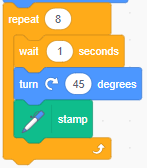 repeat 8
wait 1 seconds
turn 45 degrees
stamp